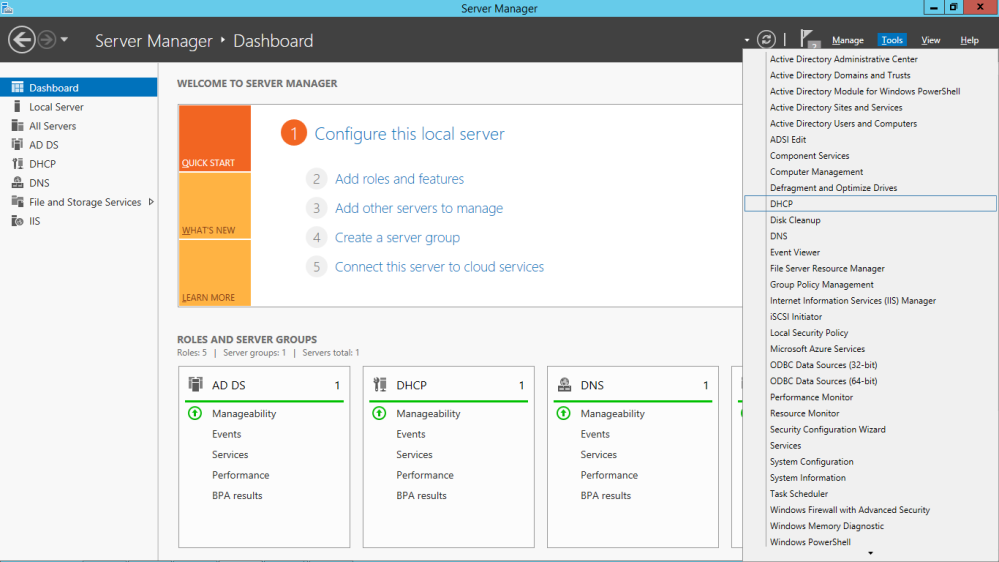 Server Manager
Server Manager ‣ Dashboard
2
Manage
Tools
View
Help
Dashboard
Local Server
All Servers
AD DS
DHCP
DNS
File and Storage Services
IIS
WELCOME TO SERVER MANAGER
QUICK START
WHAT'S NEW
LEARN MORE
1 Configure this local server
2 Add roles and features
3 Add other servers to manage
4 Create a server group
5 Connect this server to cloud services
ROLES AND SERVER GROUPS
Roles: 5 | Server groups: 1 | Servers total: 1
AD DS 1
Manageability
Events
Services
Performance
BPA results
DHCP 1
Manageability
Events
Services
Performance
BPA results
DNS 1
Manageability
Events
Services
Performance
BPA results
Active Directory Administrative Center
Active Directory Domains and Trusts
Active Directory Module for Windows PowerShell
Active Directory Sites and Services
Active Directory Users and Computers
ADSI Edit
Component Services
Computer Management
Defragment and Optimize Drives
DHCP
Disk Cleanup
DNS
Event Viewer
File Server Resource Manager
Group Policy Management
Internet Information Services (IIS) Manager
iSCSI Initiator
Local Security Policy
Microsoft Azure Services
ODBC Data Sources (32-bit)
ODBC Data Sources (64-bit)
Performance Monitor
Resource Monitor
Security Configuration Wizard
Services
System Configuration
System Information
Task Scheduler
Windows Firewall with Advanced Security
Windows Memory Diagnostic
Windows PowerShell